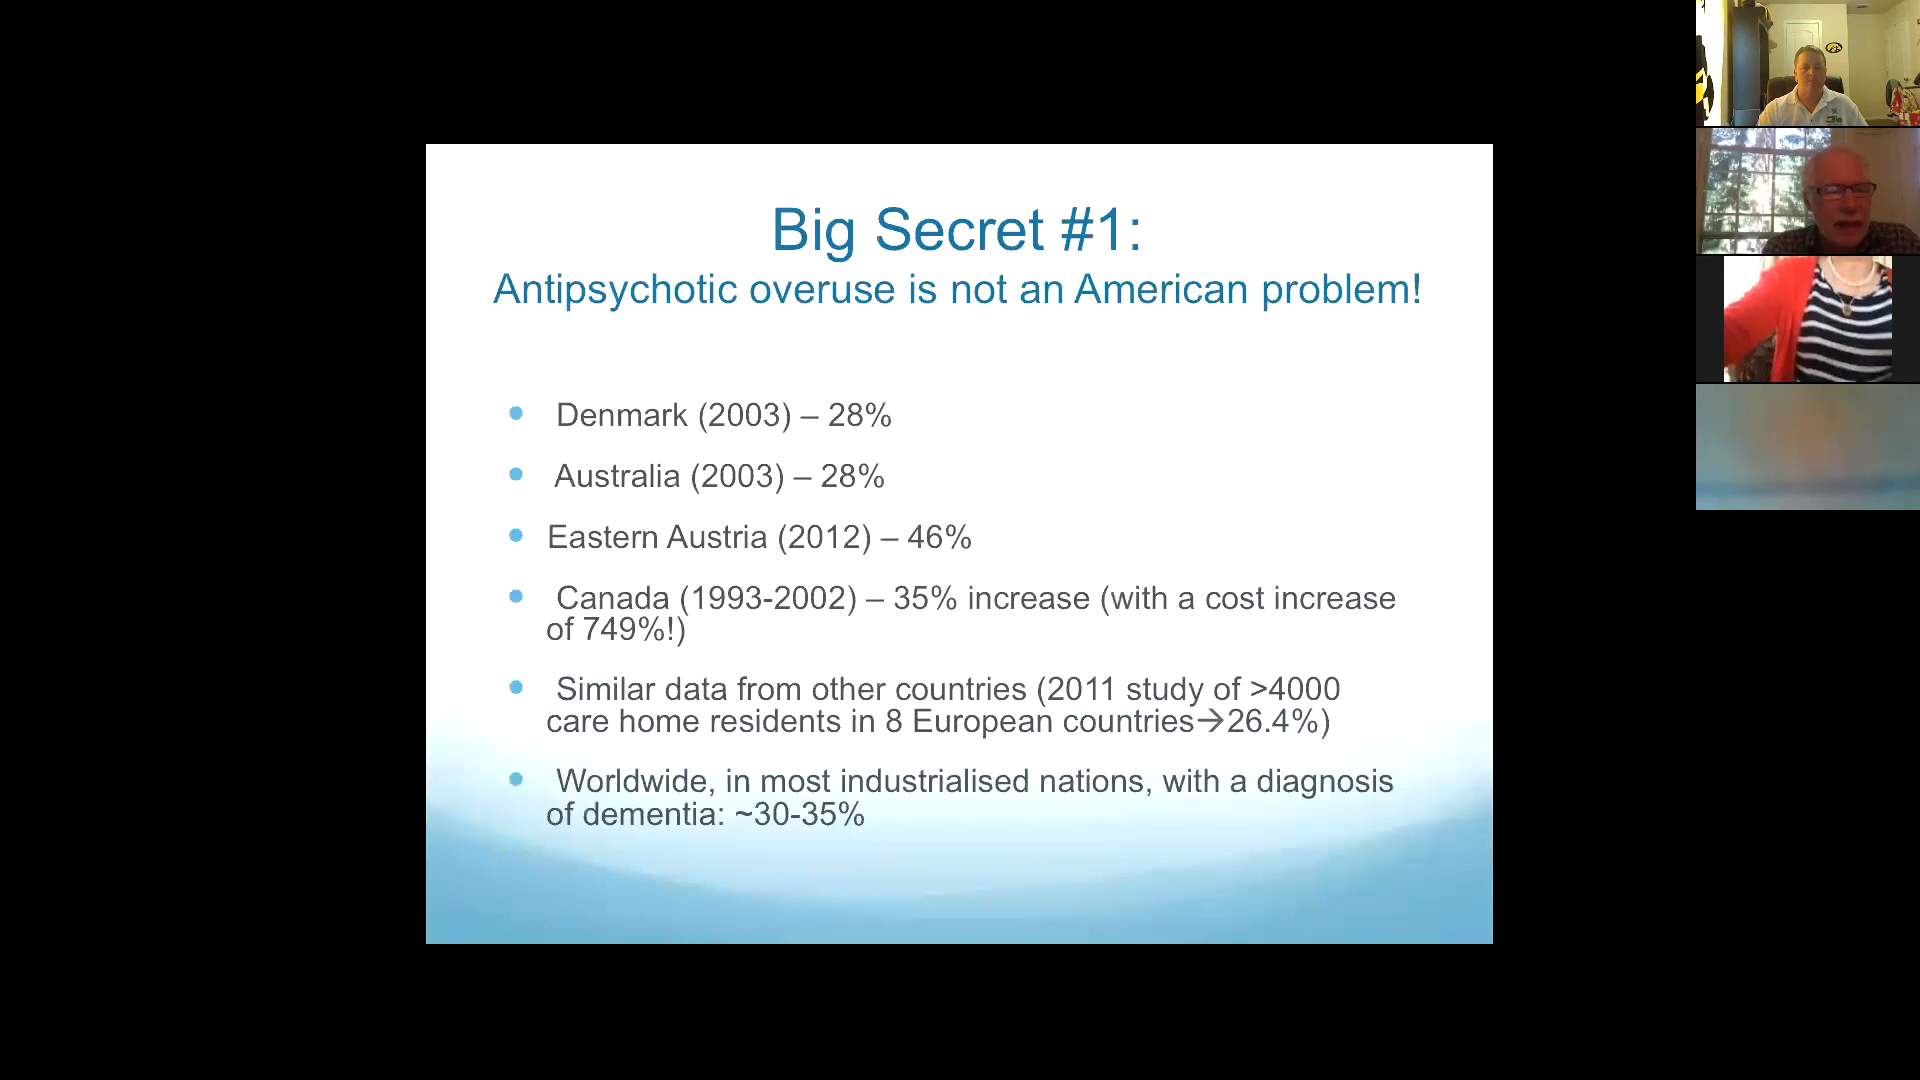 Big Secret #1:
Antipsychotic overuse is not an American problem!
• Denmark (2003) – 28%
• Australia (2003) – 28%
• Eastern Austria (2012) – 46%
• Canada (1993-2002) – 35% increase (with a cost increase
of 749%!)
• Similar data from other countries (2011 study of >4000
care home residents in 8 European countries→26.4%)
• Worldwide, in most industrialised nations, with a diagnosis
of dementia: ~30-35%